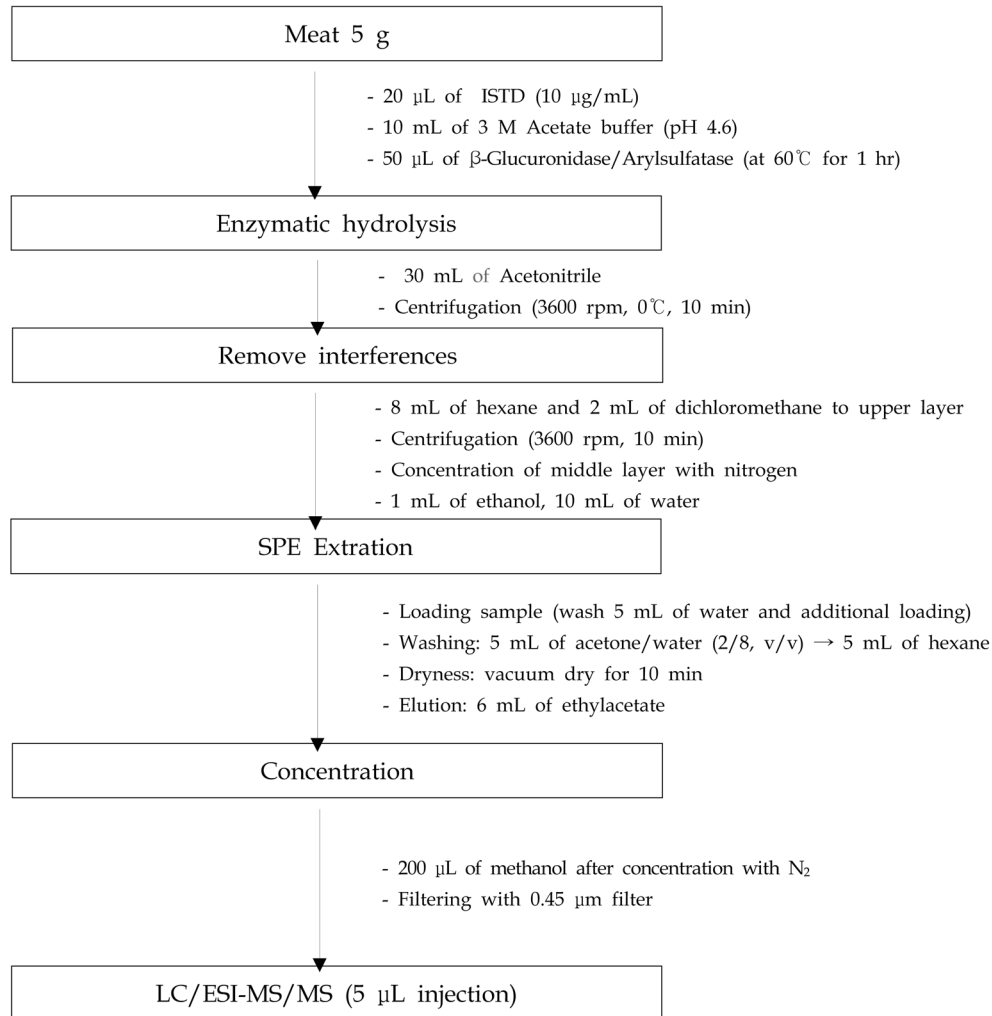 Meat 5 g
- 20 µL of ISTD (10 µg/mL)
- 10 mL of 3 M Acetate buffer (pH 4.6)
- 50 µL of β-Glucuronidase/Arylsulfatase (at 60℃ for 1 hr)
Enzymatic hydrolysis
- 30 mL of Acetonitrile
- Centrifugation (3600 rpm, 0℃, 10 min)
Remove interferences
- 8 mL of hexane and 2 mL of dichloromethane to upper layer
- Centrifugation (3600 rpm, 10 min)
- Concentration of middle layer with nitrogen
- 1 mL of ethanol, 10 mL of water
SPE Extration
- Loading sample (wash 5 mL of water and additional loading)
- Washing: 5 mL of acetone/water (2/8, v/v) → 5 mL of hexane
- Dryness: vacuum dry for 10 min
- Elution: 6 mL of ethylacetate
Concentration
- 200 µL of methanol after concentration with N₂
- Filtering with 0.45 µm filter
LC/ESI-MS/MS (5 µL injection)